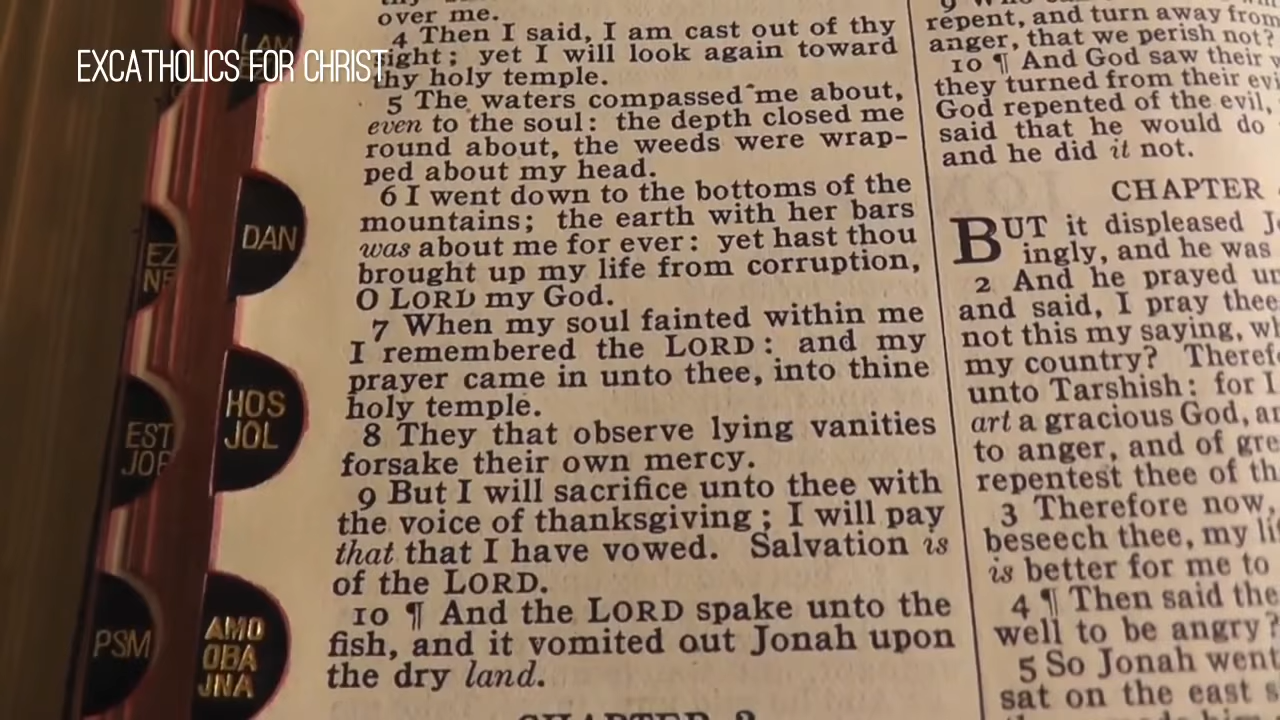 EXCATHOLICS FOR CHRIST
LAM
EZ
NE
DAN
HOS
JOL
EST
JOB
PSM
AMO
OBA
JNA
over me.
4 Then I said, I am cast out of thy
sight; yet I will look again toward
thy holy temple.
5 The waters compassed me about,
even to the soul: the depth closed me
round about, the weeds were wrap-
ped about my head.
6 I went down to the bottoms of the
mountains; the earth with her bars
was about me for ever: yet hast thou
brought up my life from corruption,
O LORD my God.
7 When my soul fainted within me
I remembered the LORD: and my
prayer came in unto thee, into thine
holy temple.
8 They that observe lying vanities
forsake their own mercy.
9 But I will sacrifice unto thee with
the voice of thanksgiving; I will pay
that that I have vowed. Salvation is
of the LORD.
10 ¶ And the LORD spake unto the
fish, and it vomited out Jonah upon
the dry land.
CHAPTER 3
repent, and turn away from
anger, that we perish not?
10 ¶ And God saw their
they turned from their
God repented of the evil,
said that he would do
and he did it not.
CHAPTER
BUT it displeased
ingly, and he was
2 And he prayed
and said, I pray thee
not this my saying,
my country?
unto Tarshish: for I
art a gracious God,
to anger, and of
repentest thee of
3 Therefore now,
beseech thee, my
is better for me to
4 ¶ Then said the
well to be angry?
5 So Jonah went
sat on the east